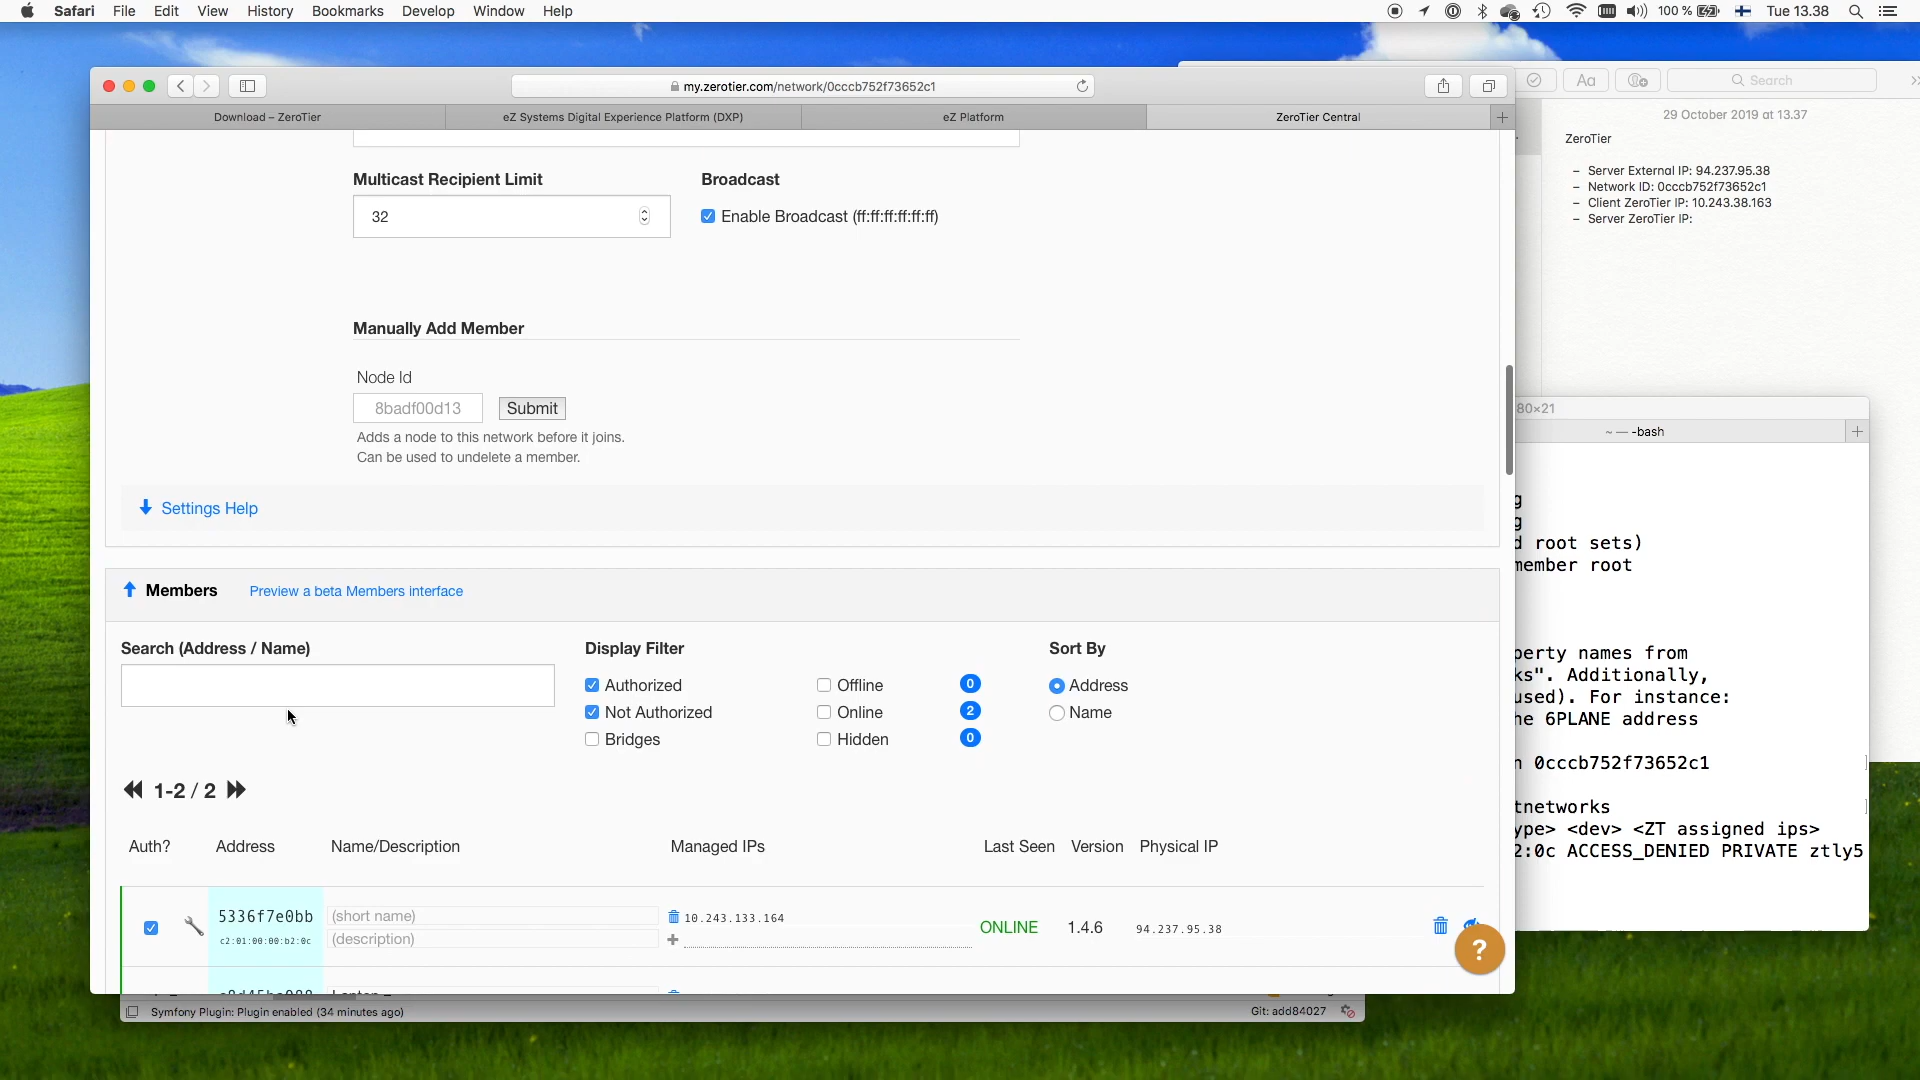 Safari File Edit View History Bookmarks Develop Window Help 100 % Tue 13.38
my.zerotier.com/network/0cccb752f73652c1
Download – ZeroTier
eZ Systems Digital Experience Platform (DXP)
eZ Platform
ZeroTier Central
Aa
Search
29 October 2019 at 13.37
ZeroTier
– Server External IP: 94.237.95.38
– Network ID: 0cccb752f73652c1
– Client ZeroTier IP: 10.243.38.163
– Server ZeroTier IP:
Multicast Recipient Limit
Broadcast
32
Enable Broadcast (ff:ff:ff:ff:ff:ff)
Manually Add Member
Node Id
8badf00d13
Submit
Adds a node to this network before it joins.
Can be used to undelete a member.
Settings Help
Members
Preview a beta Members interface
Search (Address / Name)
Display Filter
Sort By
Authorized Offline 0 Address
Not Authorized Online 2 Name
Bridges Hidden 0
1-2 / 2
Auth? Address Name/Description Managed IPs Last Seen Version Physical IP
5336f7e0bb (short name) 10.243.133.164
c2:01:00:00:b2:0c (description) + ONLINE 1.4.6 94.237.95.38
?
80×21
~ — -bash
g
g
d root sets)
member root
perty names from
ks". Additionally,
used). For instance:
he 6PLANE address
n 0cccb752f73652c1
tnetworks
ype> <dev> <ZT assigned ips>
2:0c ACCESS_DENIED PRIVATE ztly5
Symfony Plugin: Plugin enabled (34 minutes ago)
Git: add84027